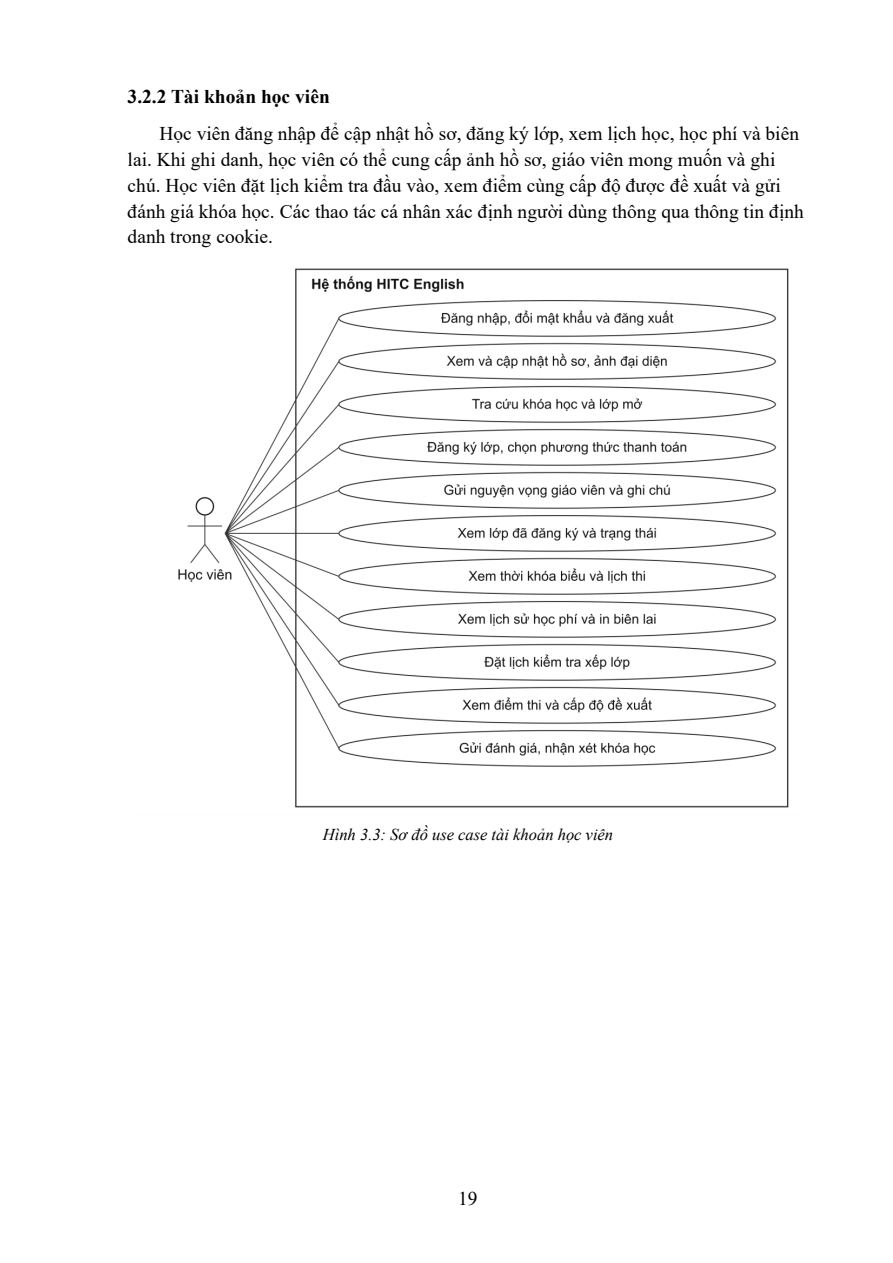 3.2.2 Tài khoản học viên
Học viên đăng nhập để cập nhật hồ sơ, đăng ký lớp, xem lịch học, học phí và biên
lai. Khi ghi danh, học viên có thể cung cấp ảnh hồ sơ, giáo viên mong muốn và ghi
chú. Học viên đặt lịch kiểm tra đầu vào, xem điểm cùng cấp độ được đề xuất và gửi
đánh giá khóa học. Các thao tác cá nhân xác định người dùng thông qua thông tin định
danh trong cookie.
Hệ thống HITC English
Đăng nhập, đổi mật khẩu và đăng xuất
Xem và cập nhật hồ sơ, ảnh đại diện
Tra cứu khóa học và lớp mở
Đăng ký lớp, chọn phương thức thanh toán
Gửi nguyện vọng giáo viên và ghi chú
Xem lớp đã đăng ký và trạng thái
Xem thời khóa biểu và lịch thi
Xem lịch sử học phí và in biên lai
Đặt lịch kiểm tra xếp lớp
Xem điểm thi và cấp độ đề xuất
Gửi đánh giá, nhận xét khóa học
Học viên
Hình 3.3: Sơ đồ use case tài khoản học viên
19